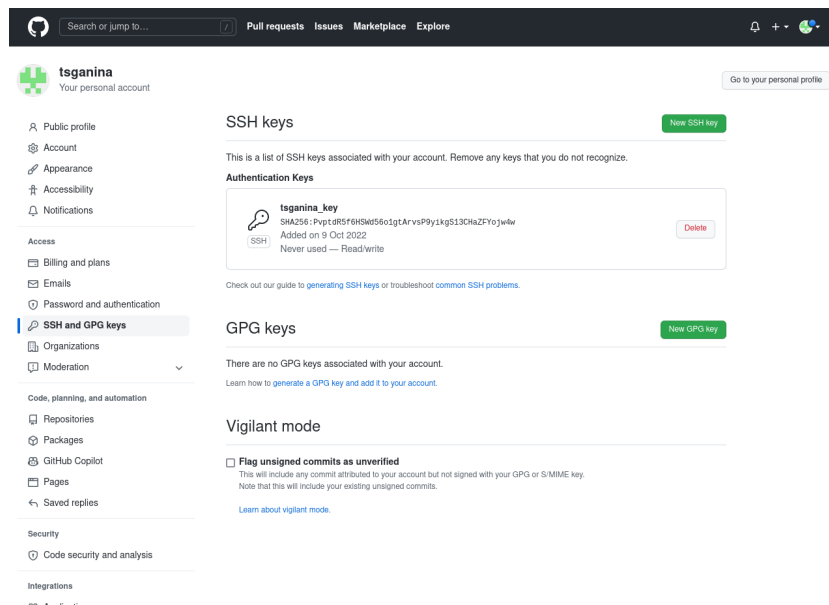 Search or jump to…
/
Pull requests Issues Marketplace Explore
tsganina
Your personal account
Go to your personal profile
Public profile
Account
Appearance
Accessibility
Notifications
Access
Billing and plans
Emails
Password and authentication
SSH and GPG keys
Organizations
Moderation
Code, planning, and automation
Repositories
Packages
GitHub Copilot
Pages
Saved replies
Security
Code security and analysis
Integrations
SSH keys
New SSH key
This is a list of SSH keys associated with your account. Remove any keys that you do not recognize.
Authentication Keys
tsganina_key
SHA256:PvptdR5f6HSWd56o1gtArvsP9yikgS13CHaZFYojw4w
Added on 9 Oct 2022
Never used — Read/write
SSH
Delete
Check out our guide to generating SSH keys or troubleshoot common SSH problems.
GPG keys
New GPG key
There are no GPG keys associated with your account.
Learn how to generate a GPG key and add it to your account.
Vigilant mode
Flag unsigned commits as unverified
This will include any commit attributed to your account but not signed with your GPG or S/MIME key.
Note that this will include your existing unsigned commits.
Learn about vigilant mode.